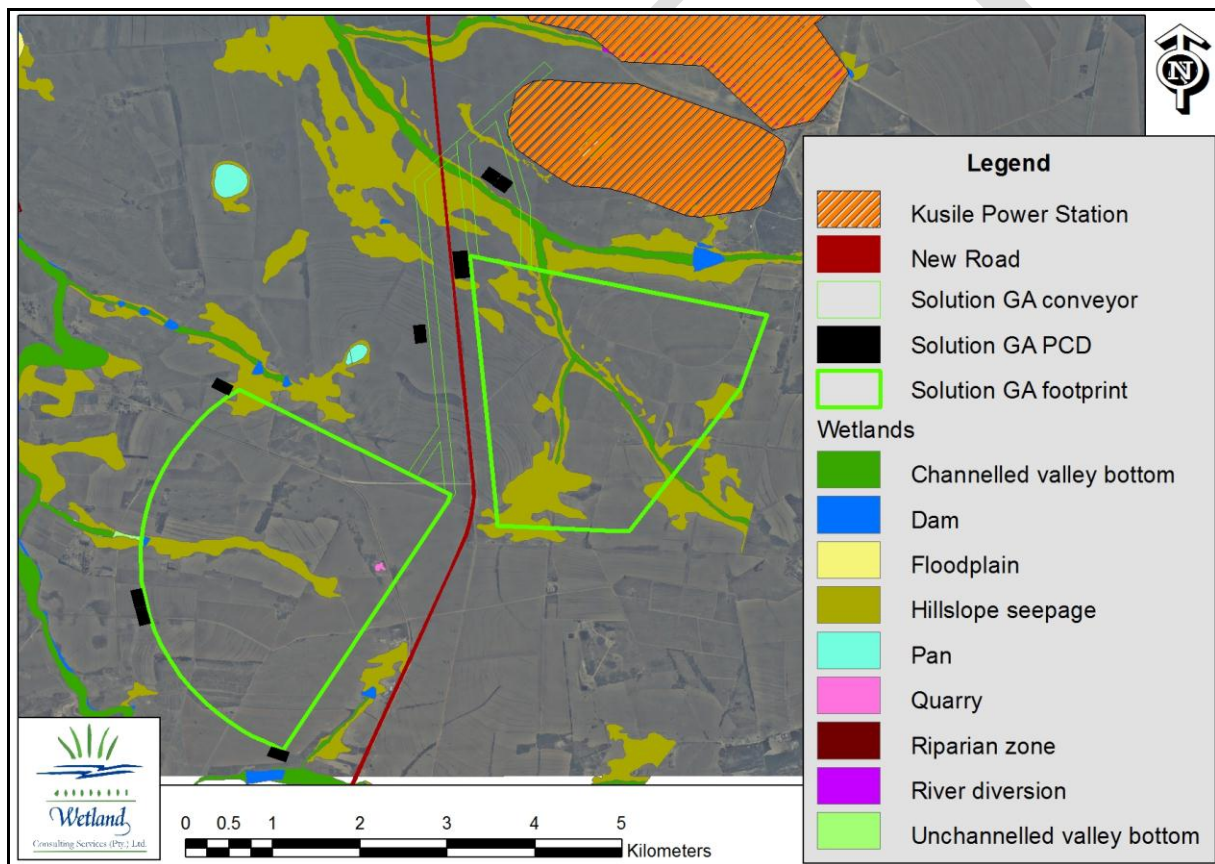 N
Legend
Kusile Power Station
New Road
Solution GA conveyor
Solution GA PCD
Solution GA footprint
Wetlands
Channelled valley bottom
Dam
Floodplain
Hillslope seepage
Pan
Quarry
Riparian zone
River diversion
Unchannelled valley bottom
Wetland
Consulting Services (Pty.) Ltd.
0 0.5 1 2 3 4 5
Kilometers